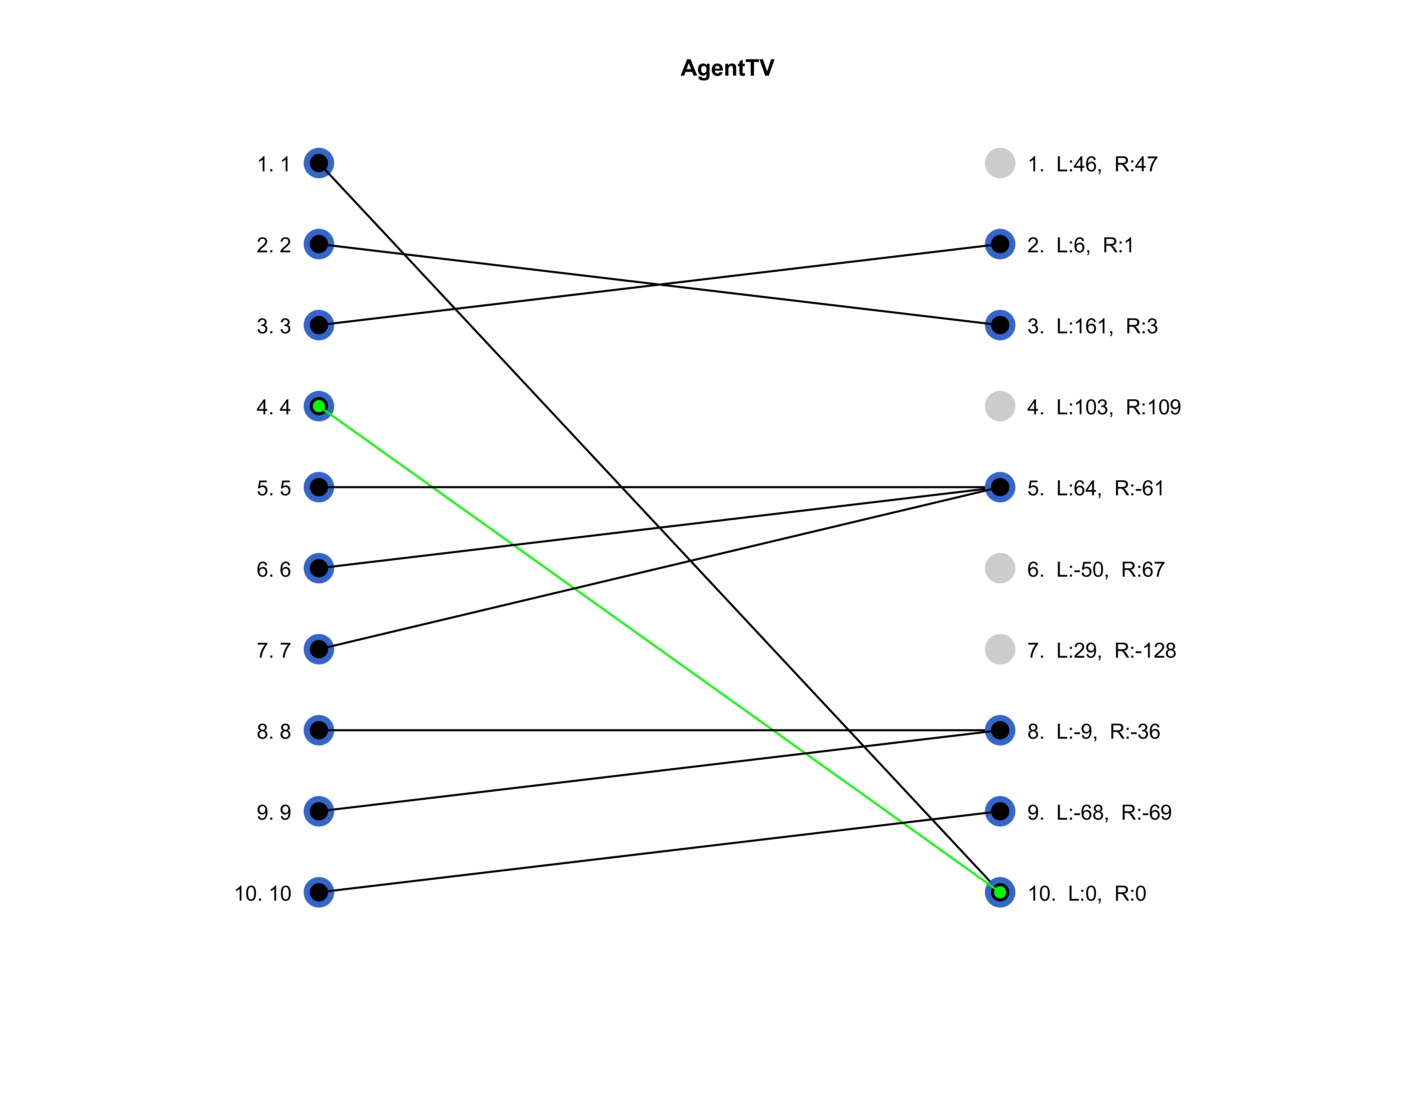 AgentTV
1. 1
1. L:46, R:47
2. 2
2. L:6, R:1
3. 3
3. L:161, R:3
4. 4
4. L:103, R:109
5. 5
5. L:64, R:-61
6. 6
6. L:-50, R:67
7. 7
7. L:29, R:-128
8. 8
8. L:-9, R:-36
9. 9
9. L:-68, R:-69
10. 10
10. L:0, R:0